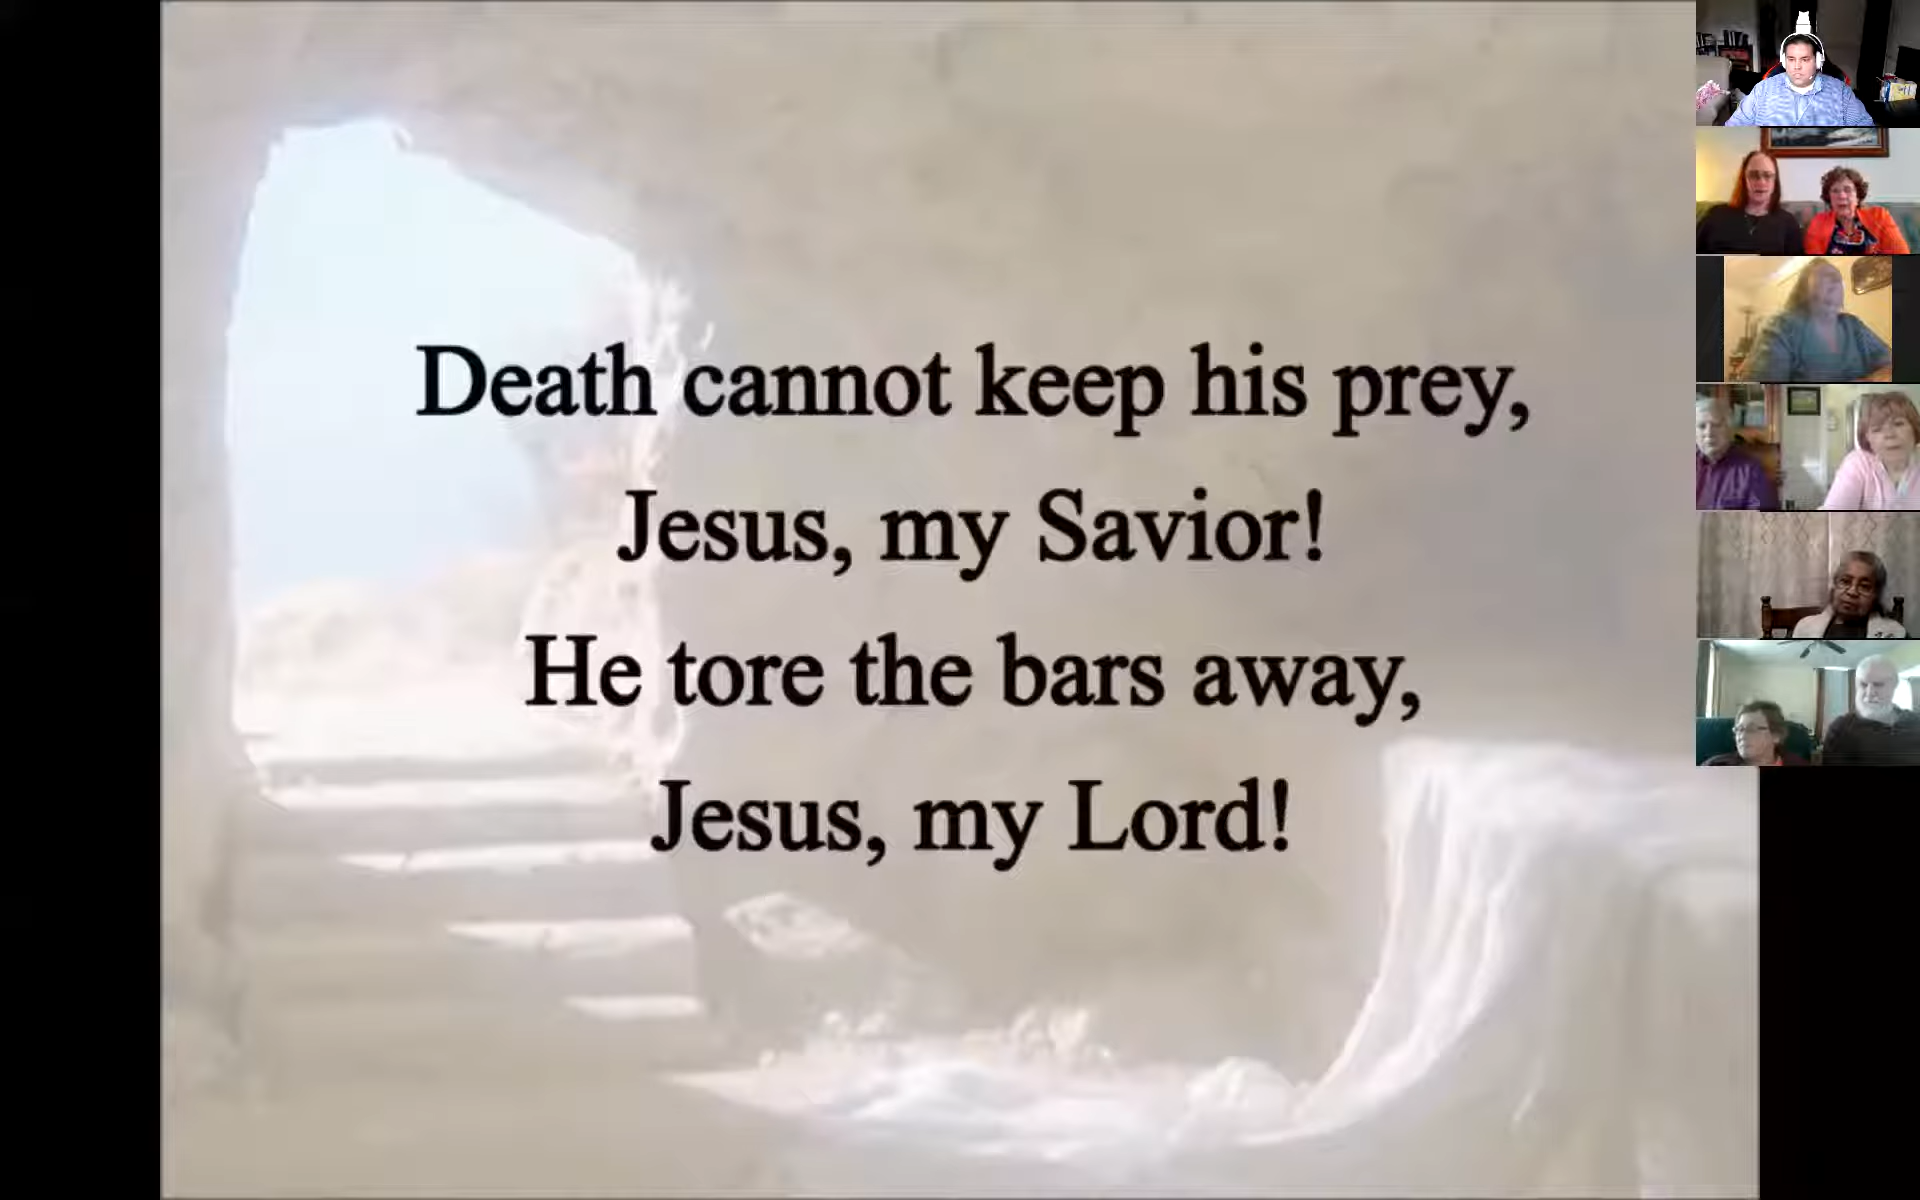 Death cannot keep his prey,
Jesus, my Savior!
He tore the bars away,
Jesus, my Lord!